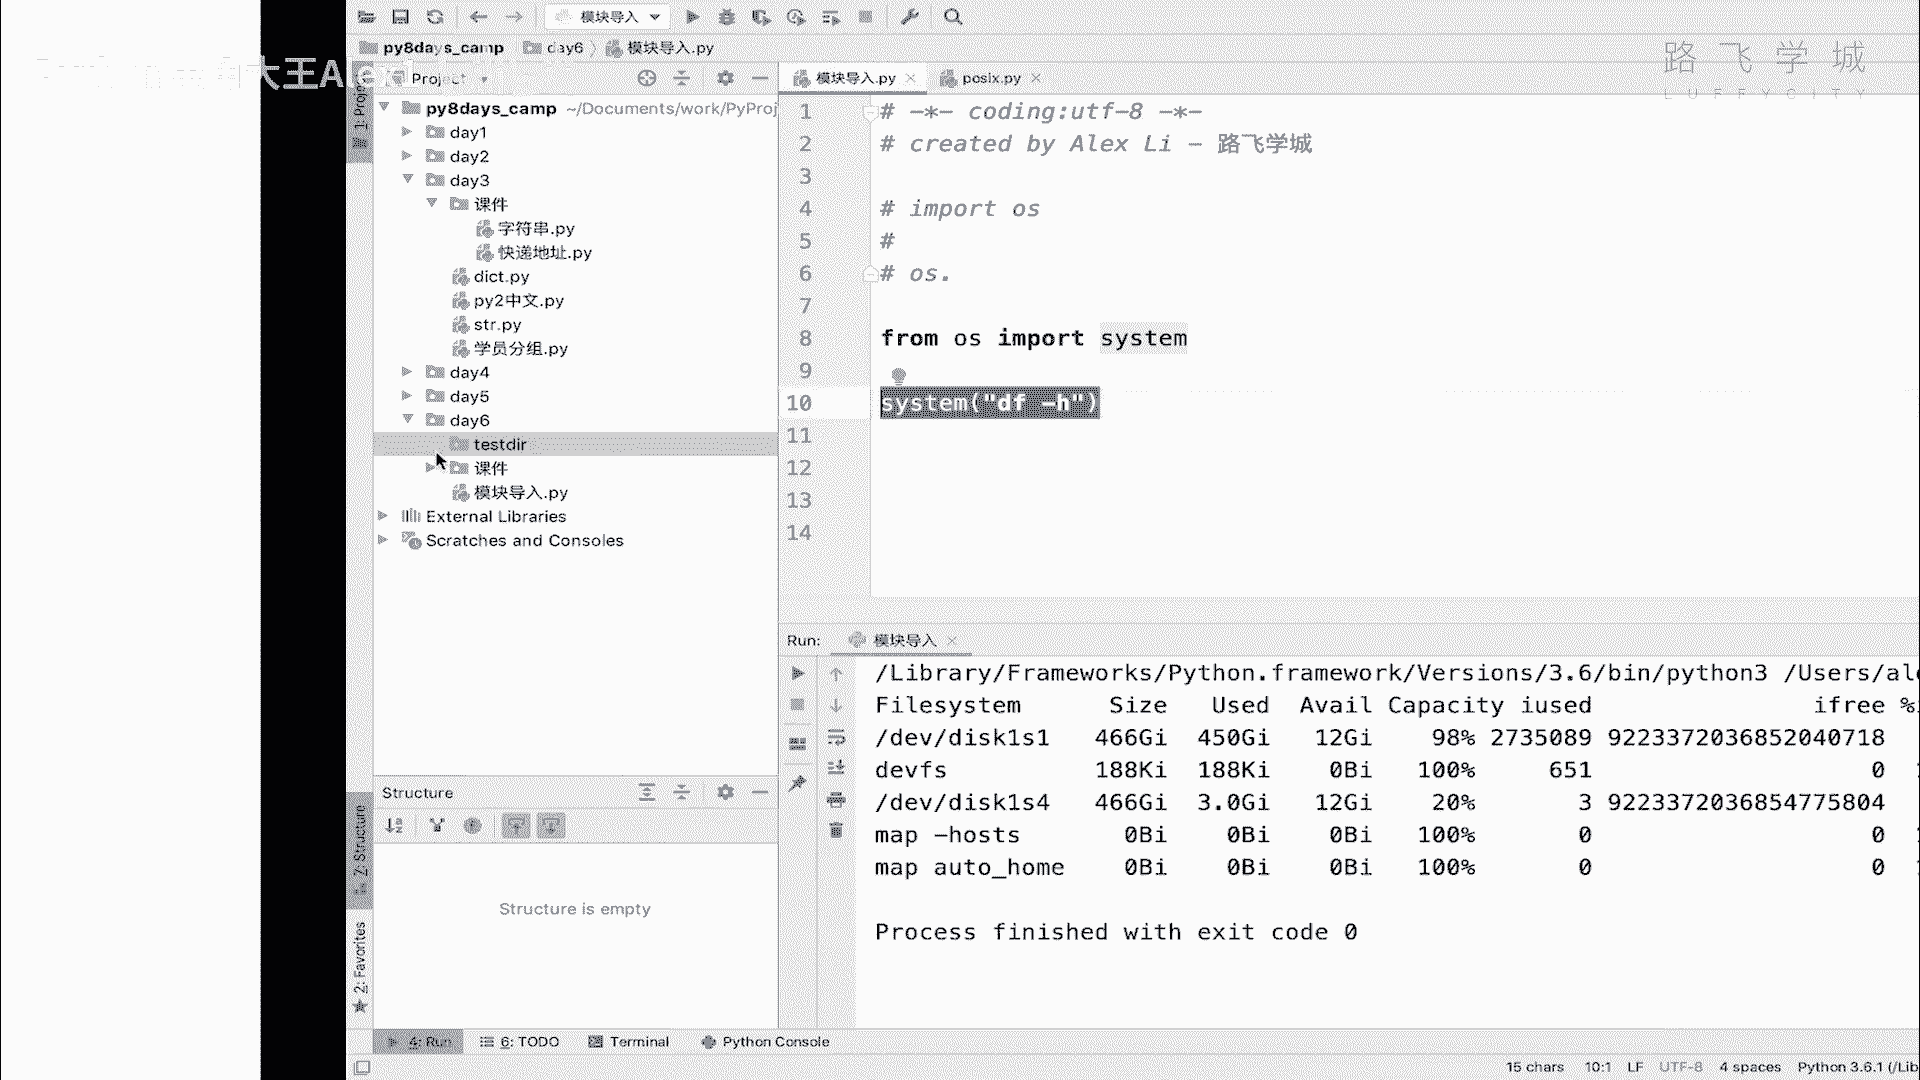 模块导入
py8days_camp day6 模块导入.py
路飞学城
LUFFYCITY
大王Alex
Project
模块导入.py
posix.py
py8days_camp ~/Documents/work/PyProj
day1
day2
day3
课件
字符串.py
快递地址.py
dict.py
py2中文.py
str.py
学员分组.py
day4
day5
day6
testdir
课件
模块导入.py
External Libraries
Scratches and Consoles
1 # -*- coding:utf-8 -*-
2 # created by Alex Li - 路飞学城
3
4 # import os
5 #
6 # os.
7
8 from os import system
9
10 system("df -h")
11
12
13
14
Structure
Structure is empty
Z: Structure
2: Favorites
Run: 模块导入
/Library/Frameworks/Python.framework/Versions/3.6/bin/python3 /Users/al
Filesystem Size Used Avail Capacity iused ifree %
/dev/disk1s1 466Gi 450Gi 12Gi 98% 2735089 9223372036852040718
devfs 188Ki 188Ki 0Bi 100% 651 0
/dev/disk1s4 466Gi 3.0Gi 12Gi 20% 3 9223372036854775804
map -hosts 0Bi 0Bi 0Bi 100% 0 0
map auto_home 0Bi 0Bi 0Bi 100% 0 0
Process finished with exit code 0
4: Run 6: TODO Terminal Python Console
15 chars 10:1 LF UTF-8 4 spaces Python 3.6.1 (/Lib